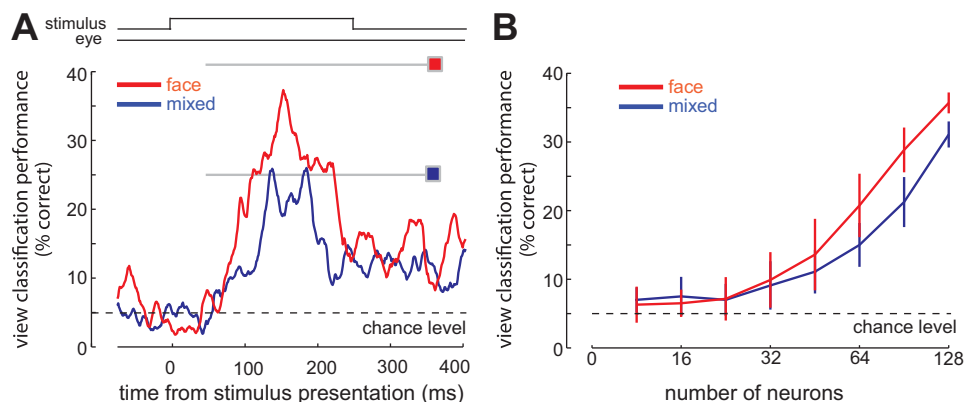 A
stimulus
eye
face
mixed
view classification performance
(% correct)
40
30
20
10
0
chance level
0
100
200
300
400
time from stimulus presentation (ms)
B
face
mixed
view classification performance
(% correct)
40
30
20
10
0
chance level
0
16
32
64
128
number of neurons